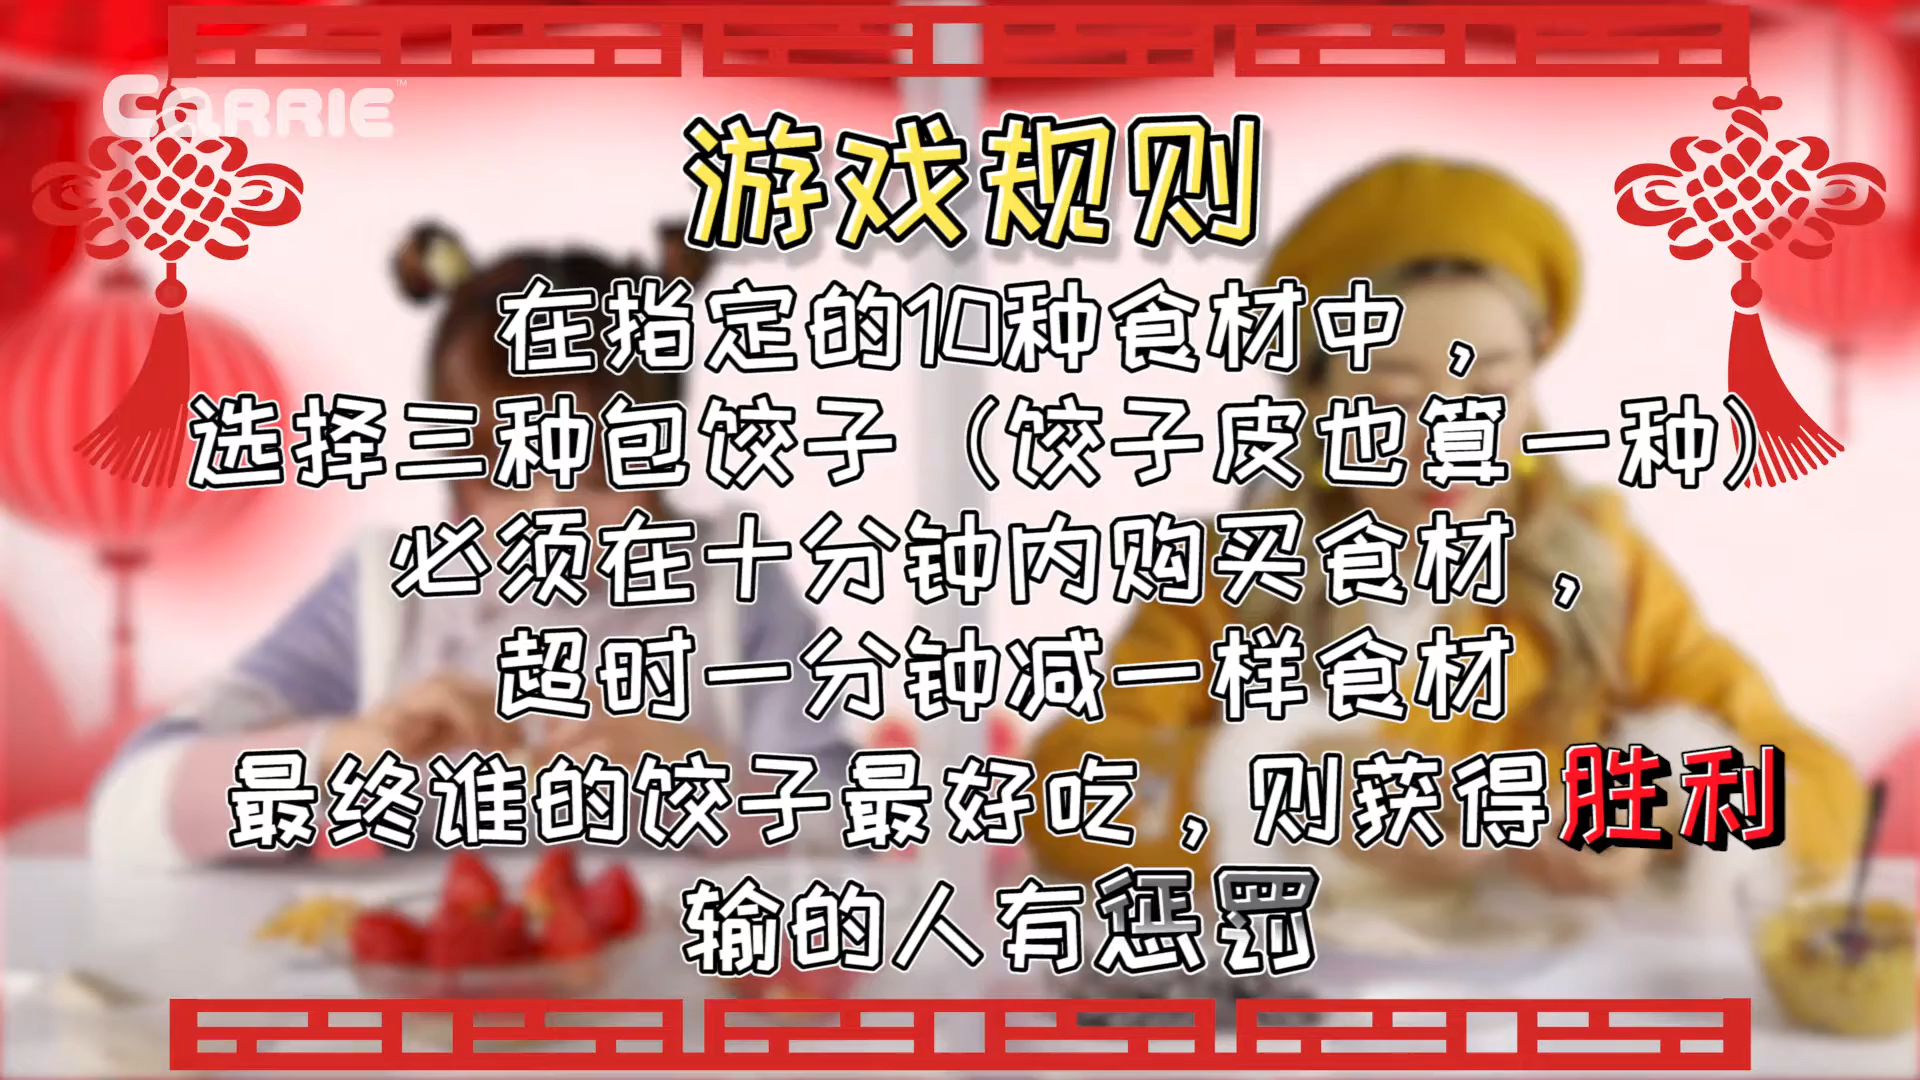 CARRIE™
游戏规则
在指定的10种食材中，
选择三种包饺子（饺子皮也算一种）
必须在十分钟内购买食材，
超时一分钟减一样食材
最终谁的饺子最好吃，则获得胜利
输的人有惩罚